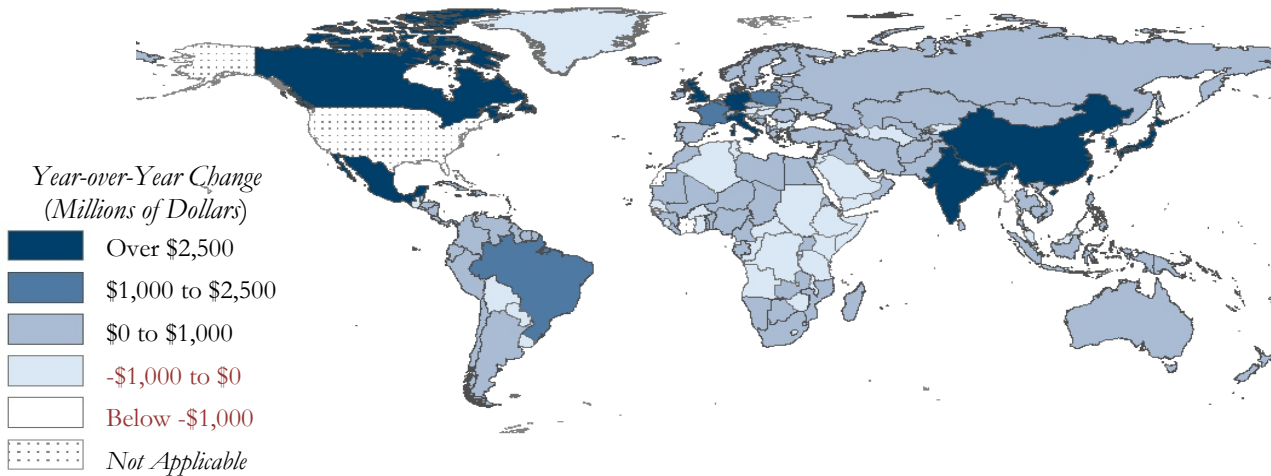 Year-over-Year Change
(Millions of Dollars)
Over $2,500
$1,000 to $2,500
$0 to $1,000
-$1,000 to $0
Below -$1,000
Not Applicable